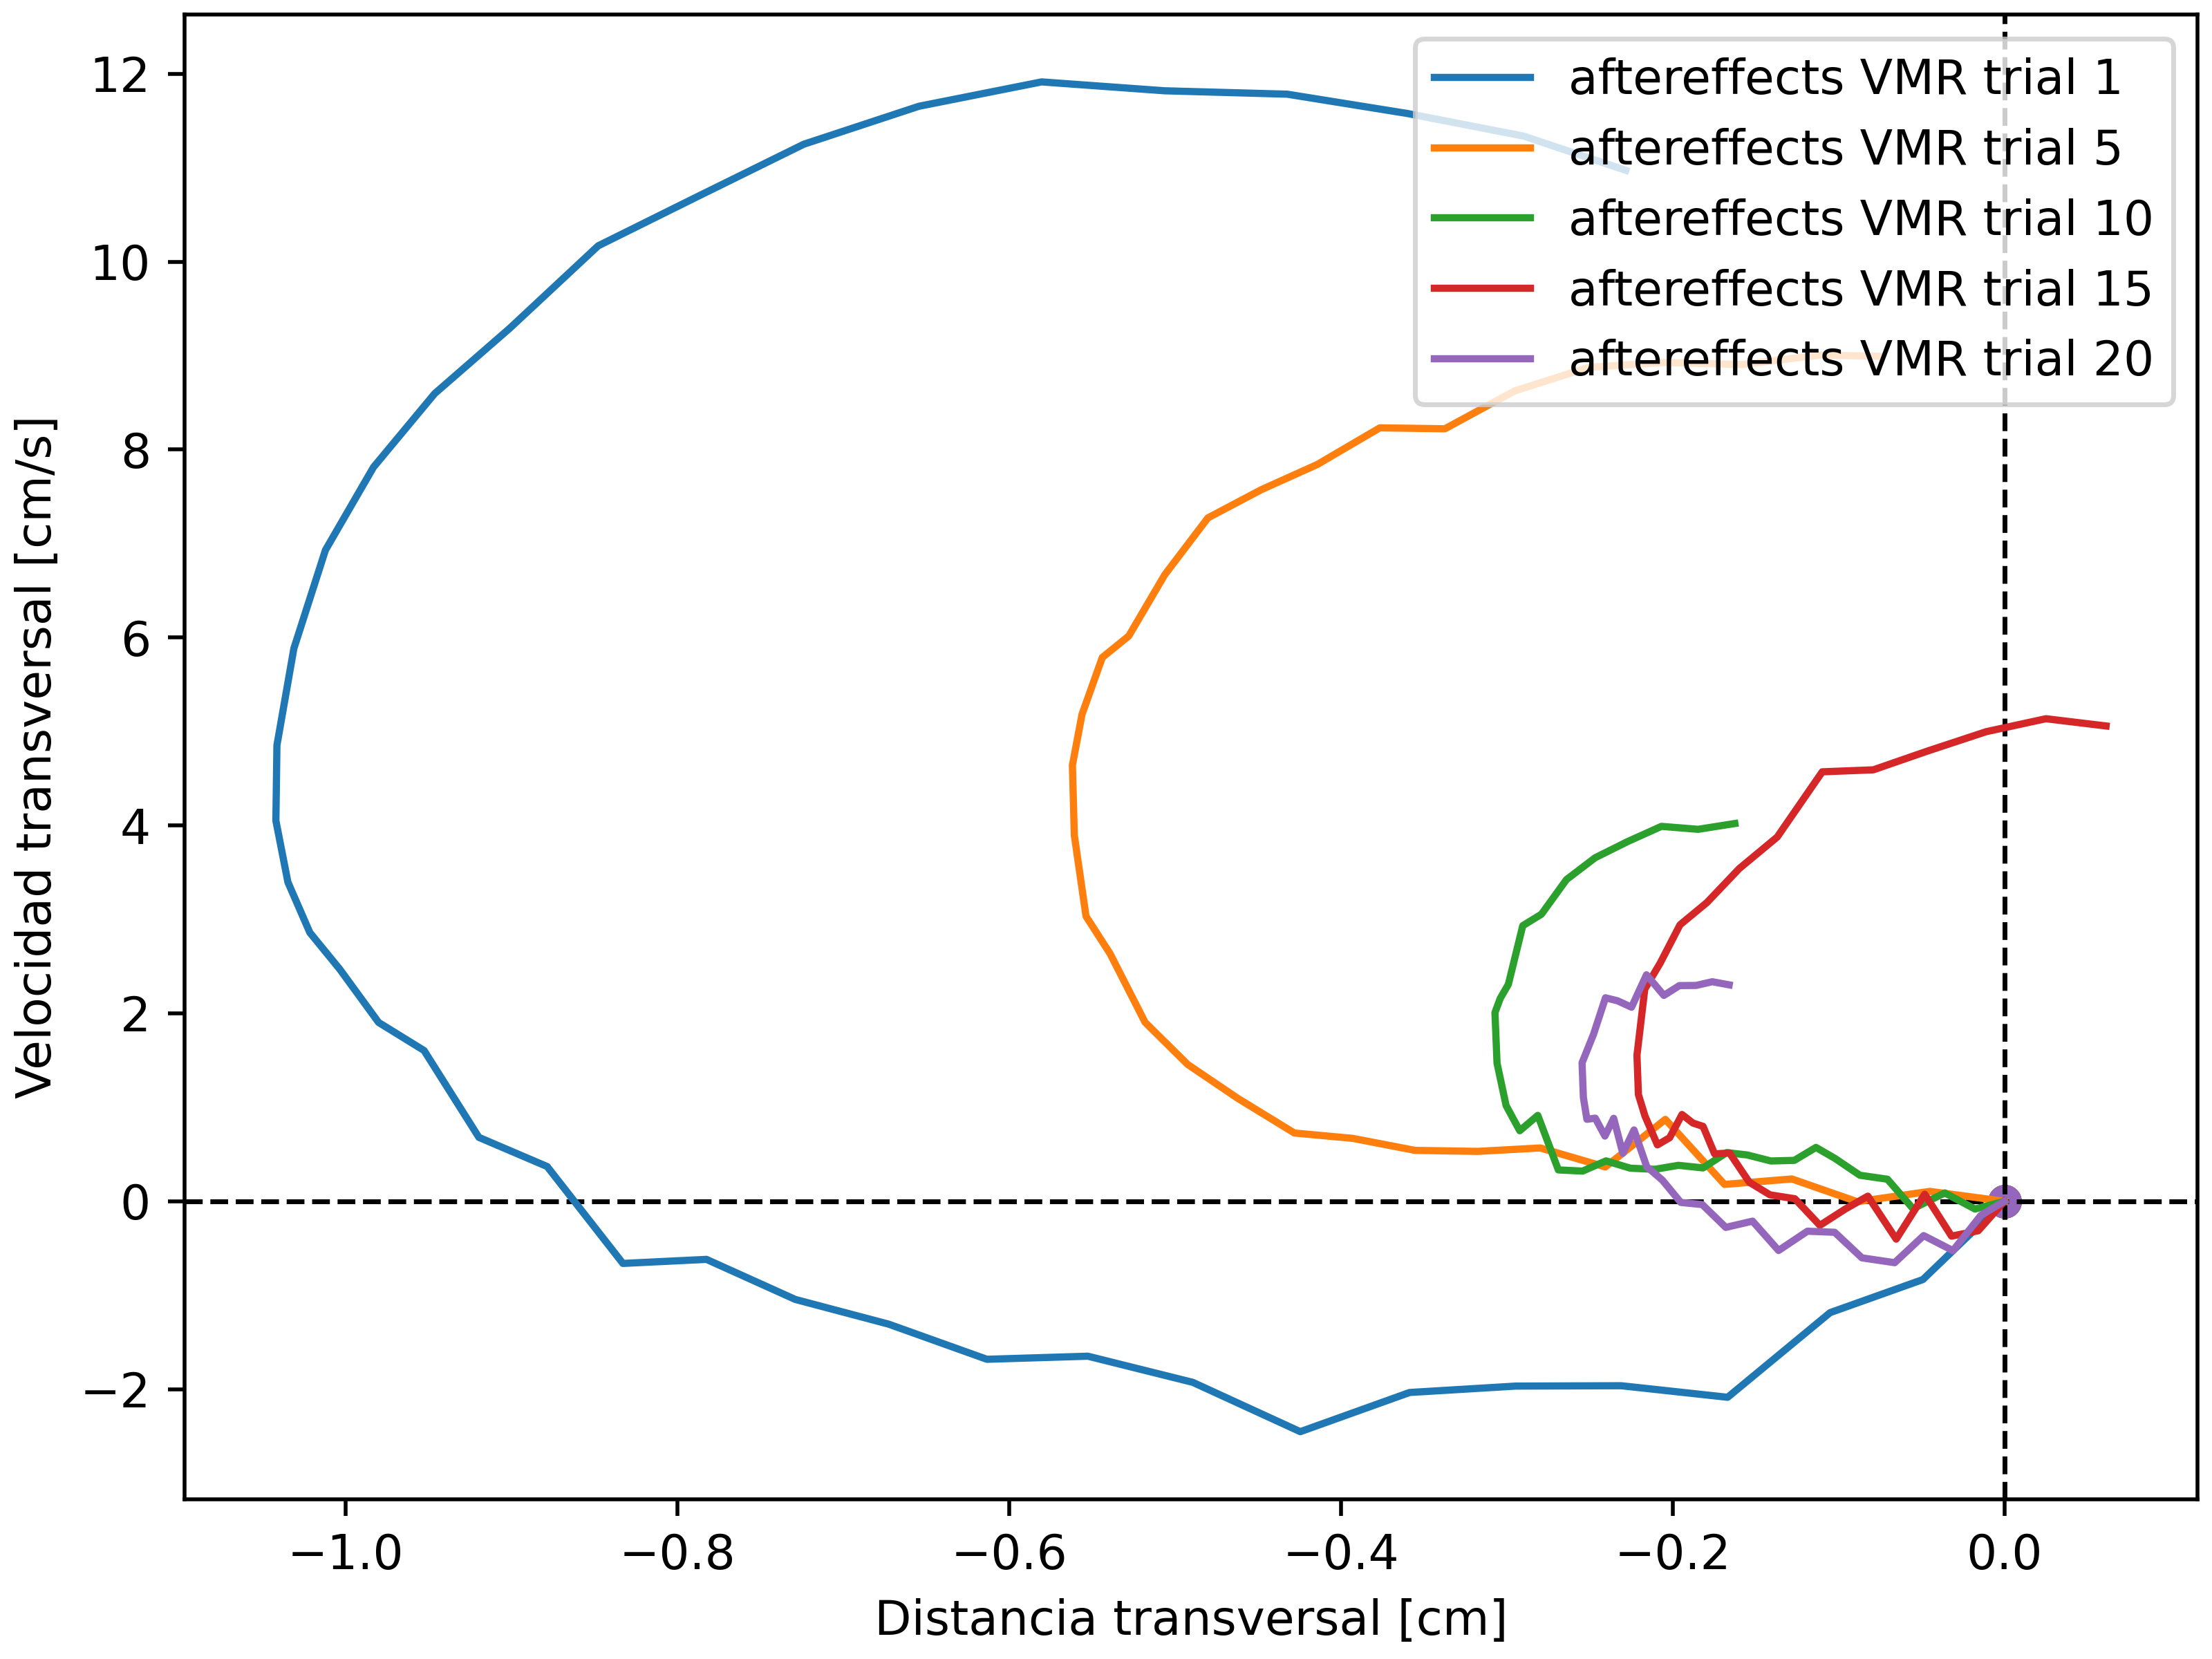 12
10
8
6
4
2
0
−2
Velocidad transversal [cm/s]
aftereffects VMR trial 1
aftereffects VMR trial 5
aftereffects VMR trial 10
aftereffects VMR trial 15
aftereffects VMR trial 20
−1.0 −0.8 −0.6 −0.4 −0.2 0.0
Distancia transversal [cm]